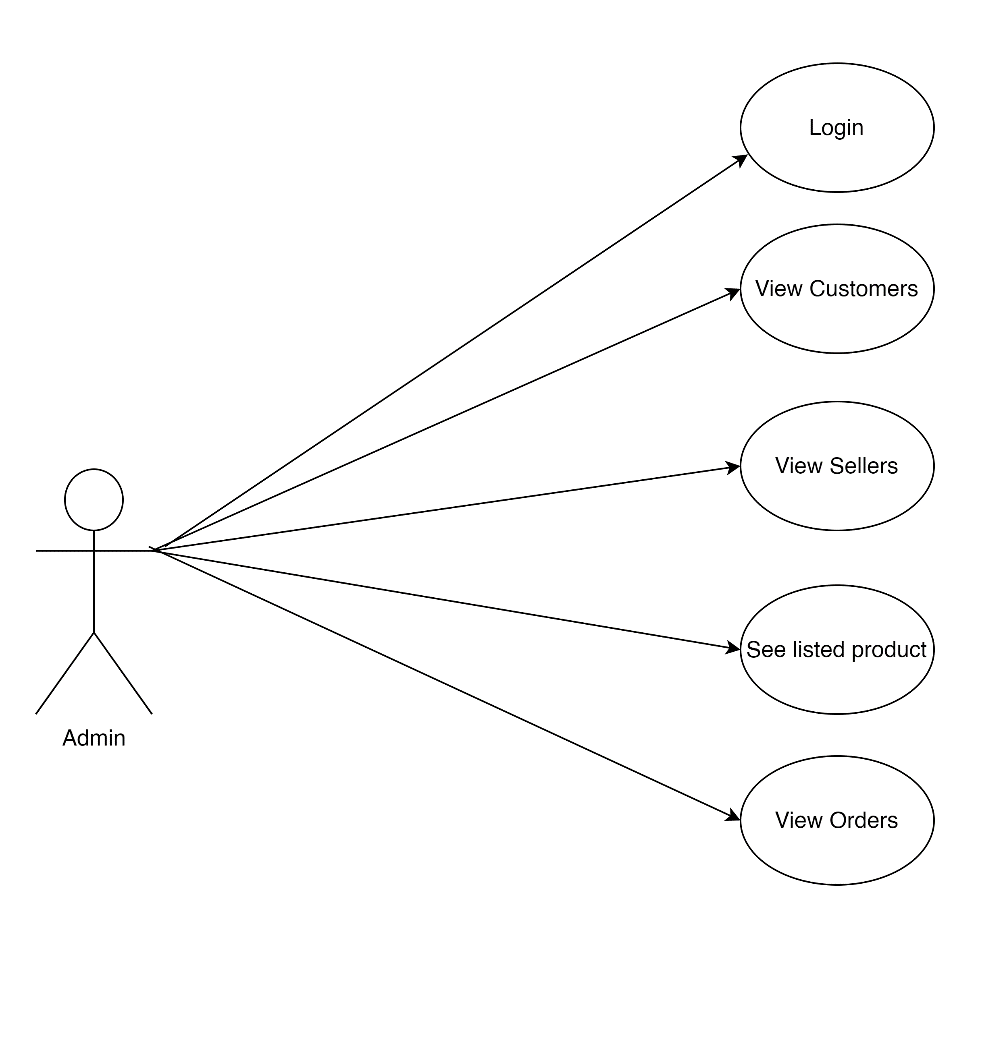 Login
View Customers
View Sellers
See listed product
Admin
View Orders